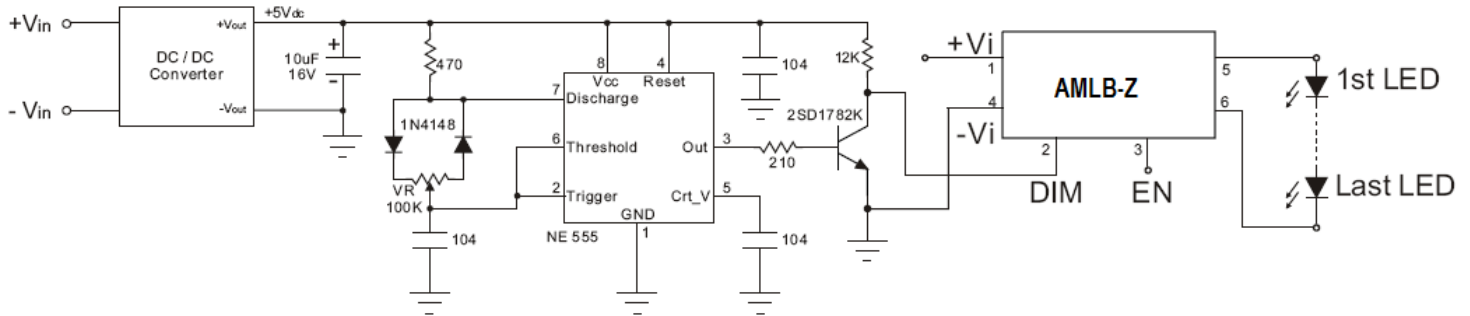 +Vin
- Vin
DC / DC
Converter
+Vout
-Vout
+5Vdc
10uF
16V
+
-
470
1N4148
VR
100K
104
8
Vcc
4
Reset
7
Discharge
6
Threshold
2
Trigger
Out
3
Crt_V
5
GND
1
NE 555
104
104
210
12K
2SD1782K
+Vi
1
4
-Vi
AMLB-Z
2
DIM
3
EN
5
6
1st LED
Last LED